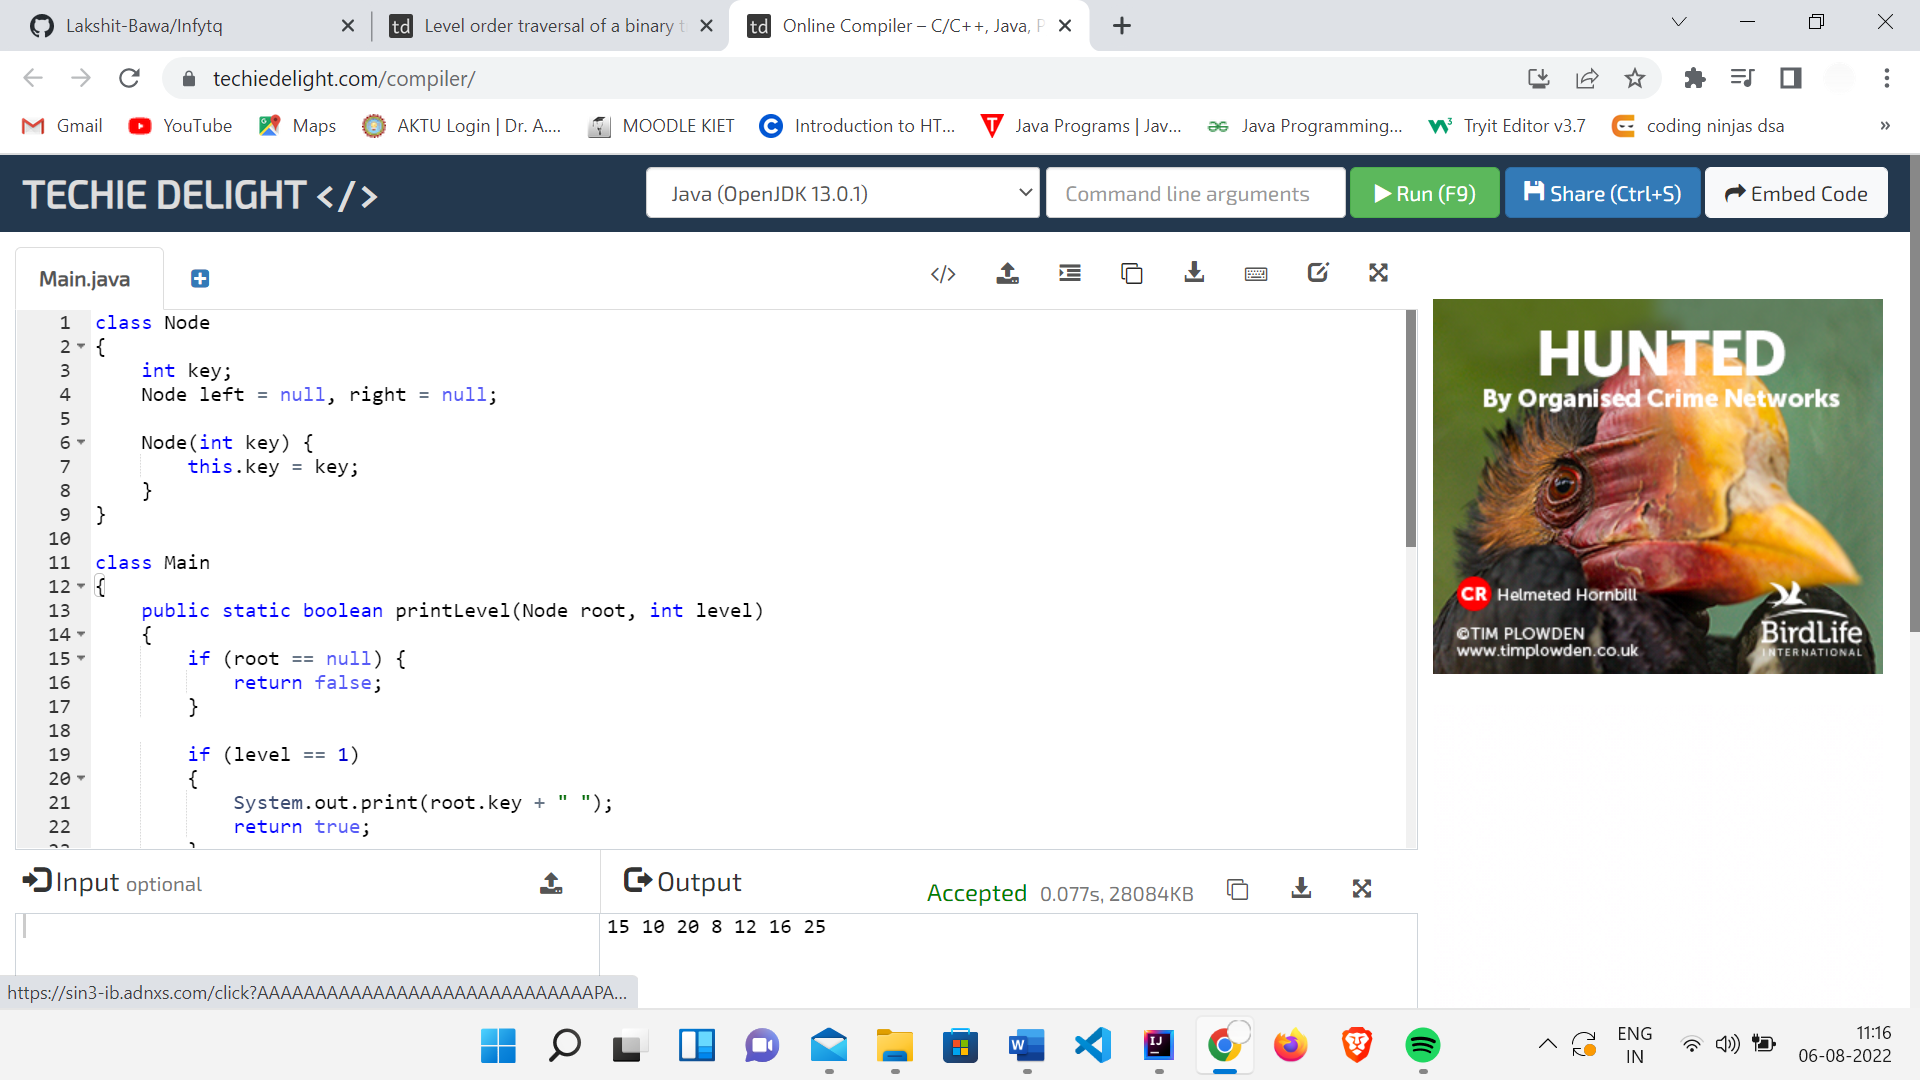 Lakshit-Bawa/Infytq
td Level order traversal of a binary
td Online Compiler – C/C++, Java,
techiedelight.com/compiler/
Gmail YouTube Maps AKTU Login | Dr. A.... MOODLE KIET Introduction to HT... Java Programs | Jav... Java Programming... Tryit Editor v3.7 coding ninjas dsa »
TECHIE DELIGHT </> Java (OpenJDK 13.0.1) Command line arguments Run (F9) Share (Ctrl+S) Embed Code
Main.java </>
1 class Node
2 {
3 int key;
4 Node left = null, right = null;
5
6 Node(int key) {
7 this.key = key;
8 }
9 }
10
11 class Main
12 {
13 public static boolean printLevel(Node root, int level)
14 {
15 if (root == null) {
16 return false;
17 }
18
19 if (level == 1)
20 {
21 System.out.print(root.key + " ");
22 return true;
HUNTED
By Organised Crime Networks
CR Helmeted Hornbill
©TIM PLOWDEN
www.timplowden.co.uk
BirdLife
INTERNATIONAL
Input optional
Output Accepted 0.077s, 28084KB
15 10 20 8 12 16 25
https://sin3-ib.adnxs.com/click?AAAAAAAAAAAAAAAAAAAAAAAAAAAAAPA...
W
IJ
ENG
IN
11:16
06-08-2022